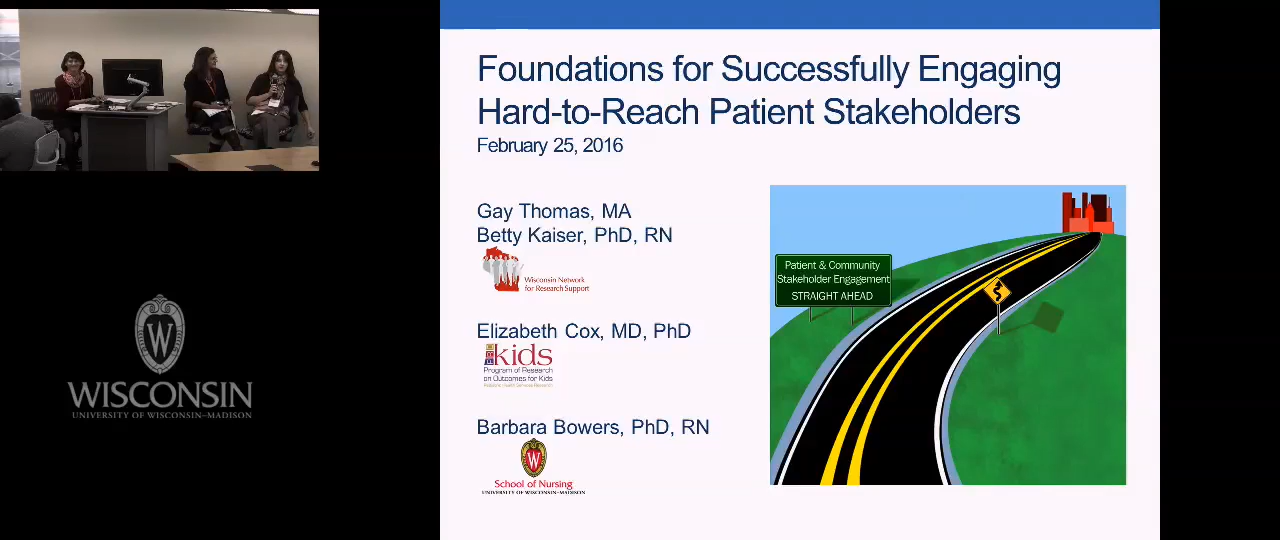 Foundations for Successfully Engaging
Hard-to-Reach Patient Stakeholders
February 25, 2016
Gay Thomas, MA
Betty Kaiser, PhD, RN
Wisconsin Network
for Research Support
Elizabeth Cox, MD, PhD
kids
Program of Research
on Outcomes for Kids
Barbara Bowers, PhD, RN
W
School of Nursing
UNIVERSITY OF WISCONSIN–MADISON
Patient & Community
Stakeholder Engagement
STRAIGHT AHEAD
W
WISCONSIN
UNIVERSITY OF WISCONSIN–MADISON